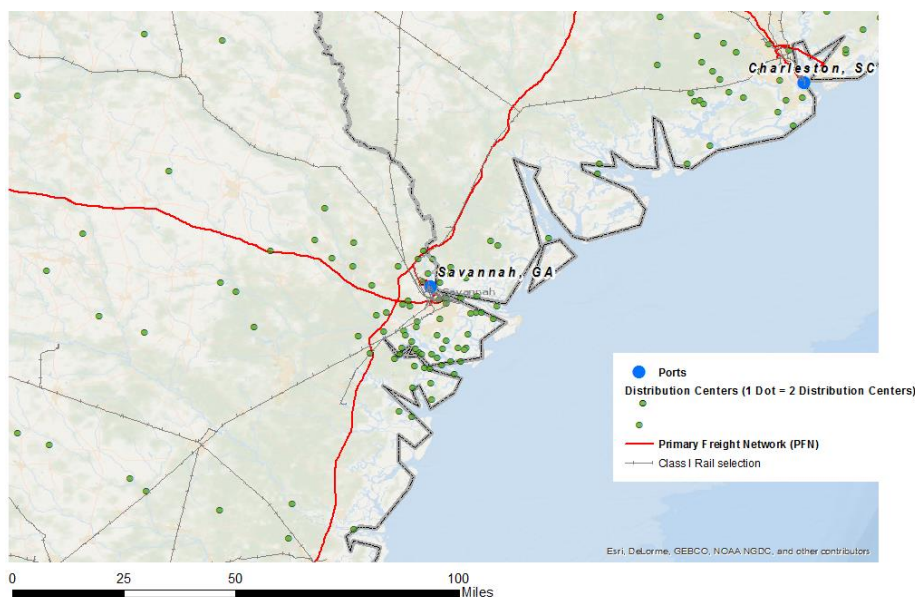 Charleston, SC
Savannah, GA
Savannah
Ports
Distribution Centers (1 Dot = 2 Distribution Centers)
Primary Freight Network (PFN)
Class I Rail selection
Esri, DeLorme, GEBCO, NOAA NGDC, and other contributors
0 25 50 100
Miles